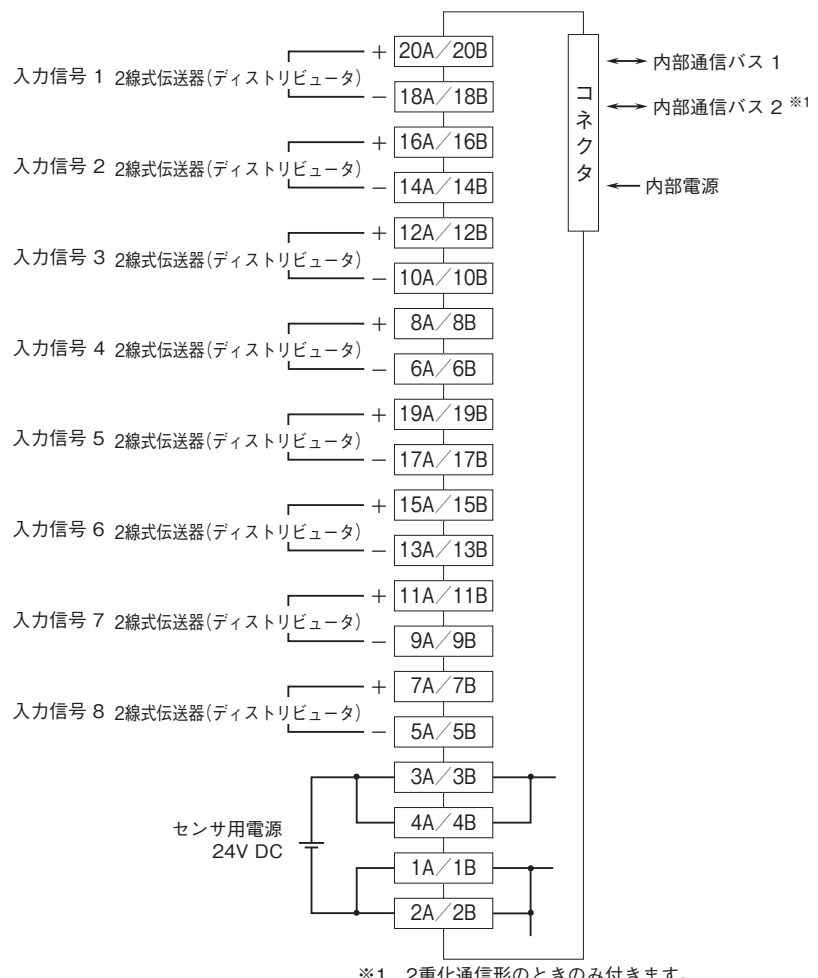 入力信号 1 2線式伝送器(ディストリビュータ)
+ 20A/20B
− 18A/18B
入力信号 2 2線式伝送器(ディストリビュータ)
+ 16A/16B
− 14A/14B
入力信号 3 2線式伝送器(ディストリビュータ)
+ 12A/12B
− 10A/10B
入力信号 4 2線式伝送器(ディストリビュータ)
+ 8A/8B
− 6A/6B
入力信号 5 2線式伝送器(ディストリビュータ)
+ 19A/19B
− 17A/17B
入力信号 6 2線式伝送器(ディストリビュータ)
+ 15A/15B
− 13A/13B
入力信号 7 2線式伝送器(ディストリビュータ)
+ 11A/11B
− 9A/9B
入力信号 8 2線式伝送器(ディストリビュータ)
+ 7A/7B
− 5A/5B
センサ用電源
24V DC
3A/3B
4A/4B
1A/1B
2A/2B
コネクタ
内部通信バス 1
内部通信バス 2 ※1
内部電源
※1 2重化通信形のときのみ付きます。